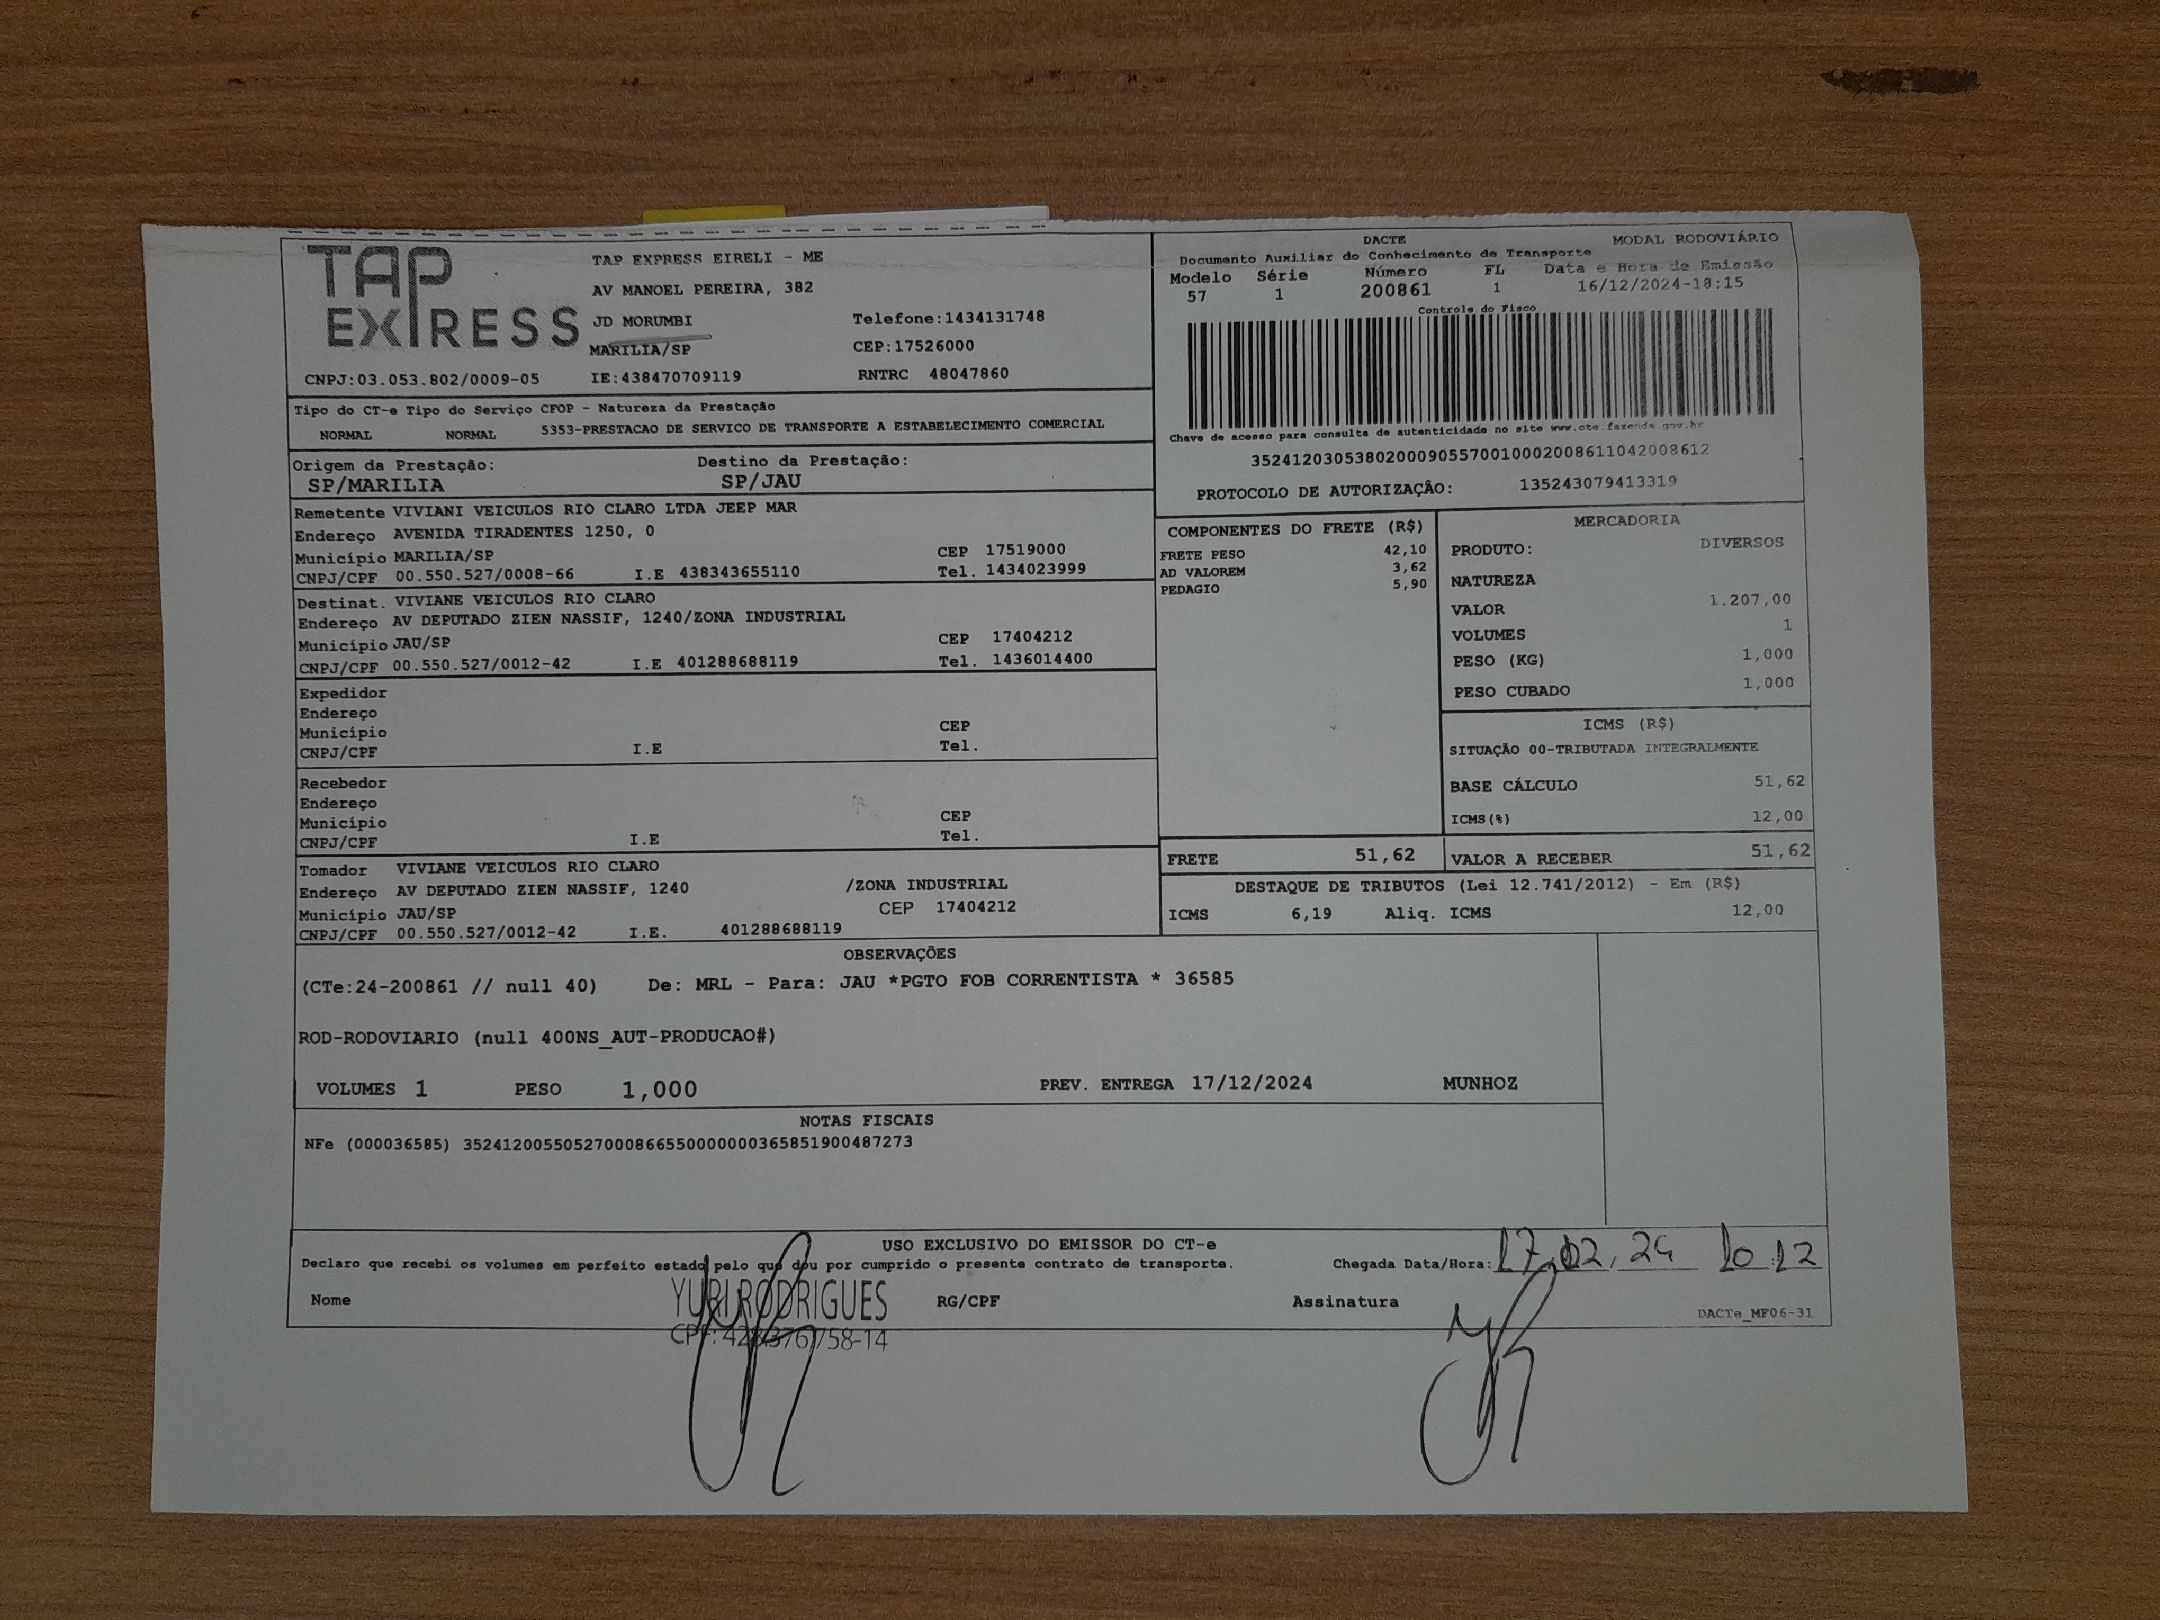 TAP EXPRESS
TAP EXPRESS EIRELI - ME
AV MANOEL PEREIRA, 382
JD MORUMBI Telefone:1434131748
MARILIA/SP CEP:17526000
CNPJ:03.053.802/0009-05 IE:438470709119 RNTRC 48047860
DACTE MODAL RODOVIÁRIO
Documento Auxiliar do Conhecimento de Transporte
Modelo Série Número FL Data e Hora de Emissão
57 1 200861 1 16/12/2024-18:15
Controle do Fisco
Chave de acesso para consulta de autenticidade no site www.cte.fazenda.gov.br
35241203053802000905570010002008611042008612
PROTOCOLO DE AUTORIZAÇÃO: 135243079413319
Tipo do CT-e Tipo do Serviço CFOP - Natureza da Prestação
NORMAL NORMAL 5353-PRESTACAO DE SERVICO DE TRANSPORTE A ESTABELECIMENTO COMERCIAL
Origem da Prestação: Destino da Prestação:
SP/MARILIA SP/JAU
Remetente VIVIANI VEICULOS RIO CLARO LTDA JEEP MAR
Endereço AVENIDA TIRADENTES 1250, 0
Município MARILIA/SP CEP 17519000
CNPJ/CPF 00.550.527/0008-66 I.E 438343655110 Tel. 1434023999
Destinat. VIVIANE VEICULOS RIO CLARO
Endereço AV DEPUTADO ZIEN NASSIF, 1240/ZONA INDUSTRIAL
Município JAU/SP CEP 17404212
CNPJ/CPF 00.550.527/0012-42 I.E 401288688119 Tel. 1436014400
Expedidor
Endereço
Município CEP
CNPJ/CPF I.E Tel.
Recebedor
Endereço
Município CEP
CNPJ/CPF I.E Tel.
Tomador VIVIANE VEICULOS RIO CLARO
Endereço AV DEPUTADO ZIEN NASSIF, 1240 /ZONA INDUSTRIAL
Município JAU/SP CEP 17404212
CNPJ/CPF 00.550.527/0012-42 I.E. 401288688119
COMPONENTES DO FRETE (R$)
FRETE PESO 42,10
AD VALOREM 3,62
PEDAGIO 5,90
MERCADORIA
PRODUTO: DIVERSOS
NATUREZA
VALOR 1.207,00
VOLUMES 1
PESO (KG) 1,000
PESO CUBADO 1,000
ICMS (R$)
SITUAÇÃO 00-TRIBUTADA INTEGRALMENTE
BASE CÁLCULO 51,62
ICMS(%) 12,00
FRETE 51,62 VALOR A RECEBER 51,62
DESTAQUE DE TRIBUTOS (Lei 12.741/2012) - Em (R$)
ICMS 6,19 Aliq. ICMS 12,00
OBSERVAÇÕES
(CTe:24-200861 // null 40) De: MRL - Para: JAU *PGTO FOB CORRENTISTA * 36585
ROD-RODOVIARIO (null 400NS_AUT-PRODUCAO#)
VOLUMES 1 PESO 1,000 PREV. ENTREGA 17/12/2024 MUNHOZ
NOTAS FISCAIS
NFe (000036585) 35241200550527000866550000000365851900487273
USO EXCLUSIVO DO EMISSOR DO CT-e
Declaro que recebi os volumes em perfeito estado pelo que dou por cumprido o presente contrato de transporte. Chegada Data/Hora: 17.12.24 10:12
Nome YURI RODRIGUES RG/CPF Assinatura
DACTe_MF06-31